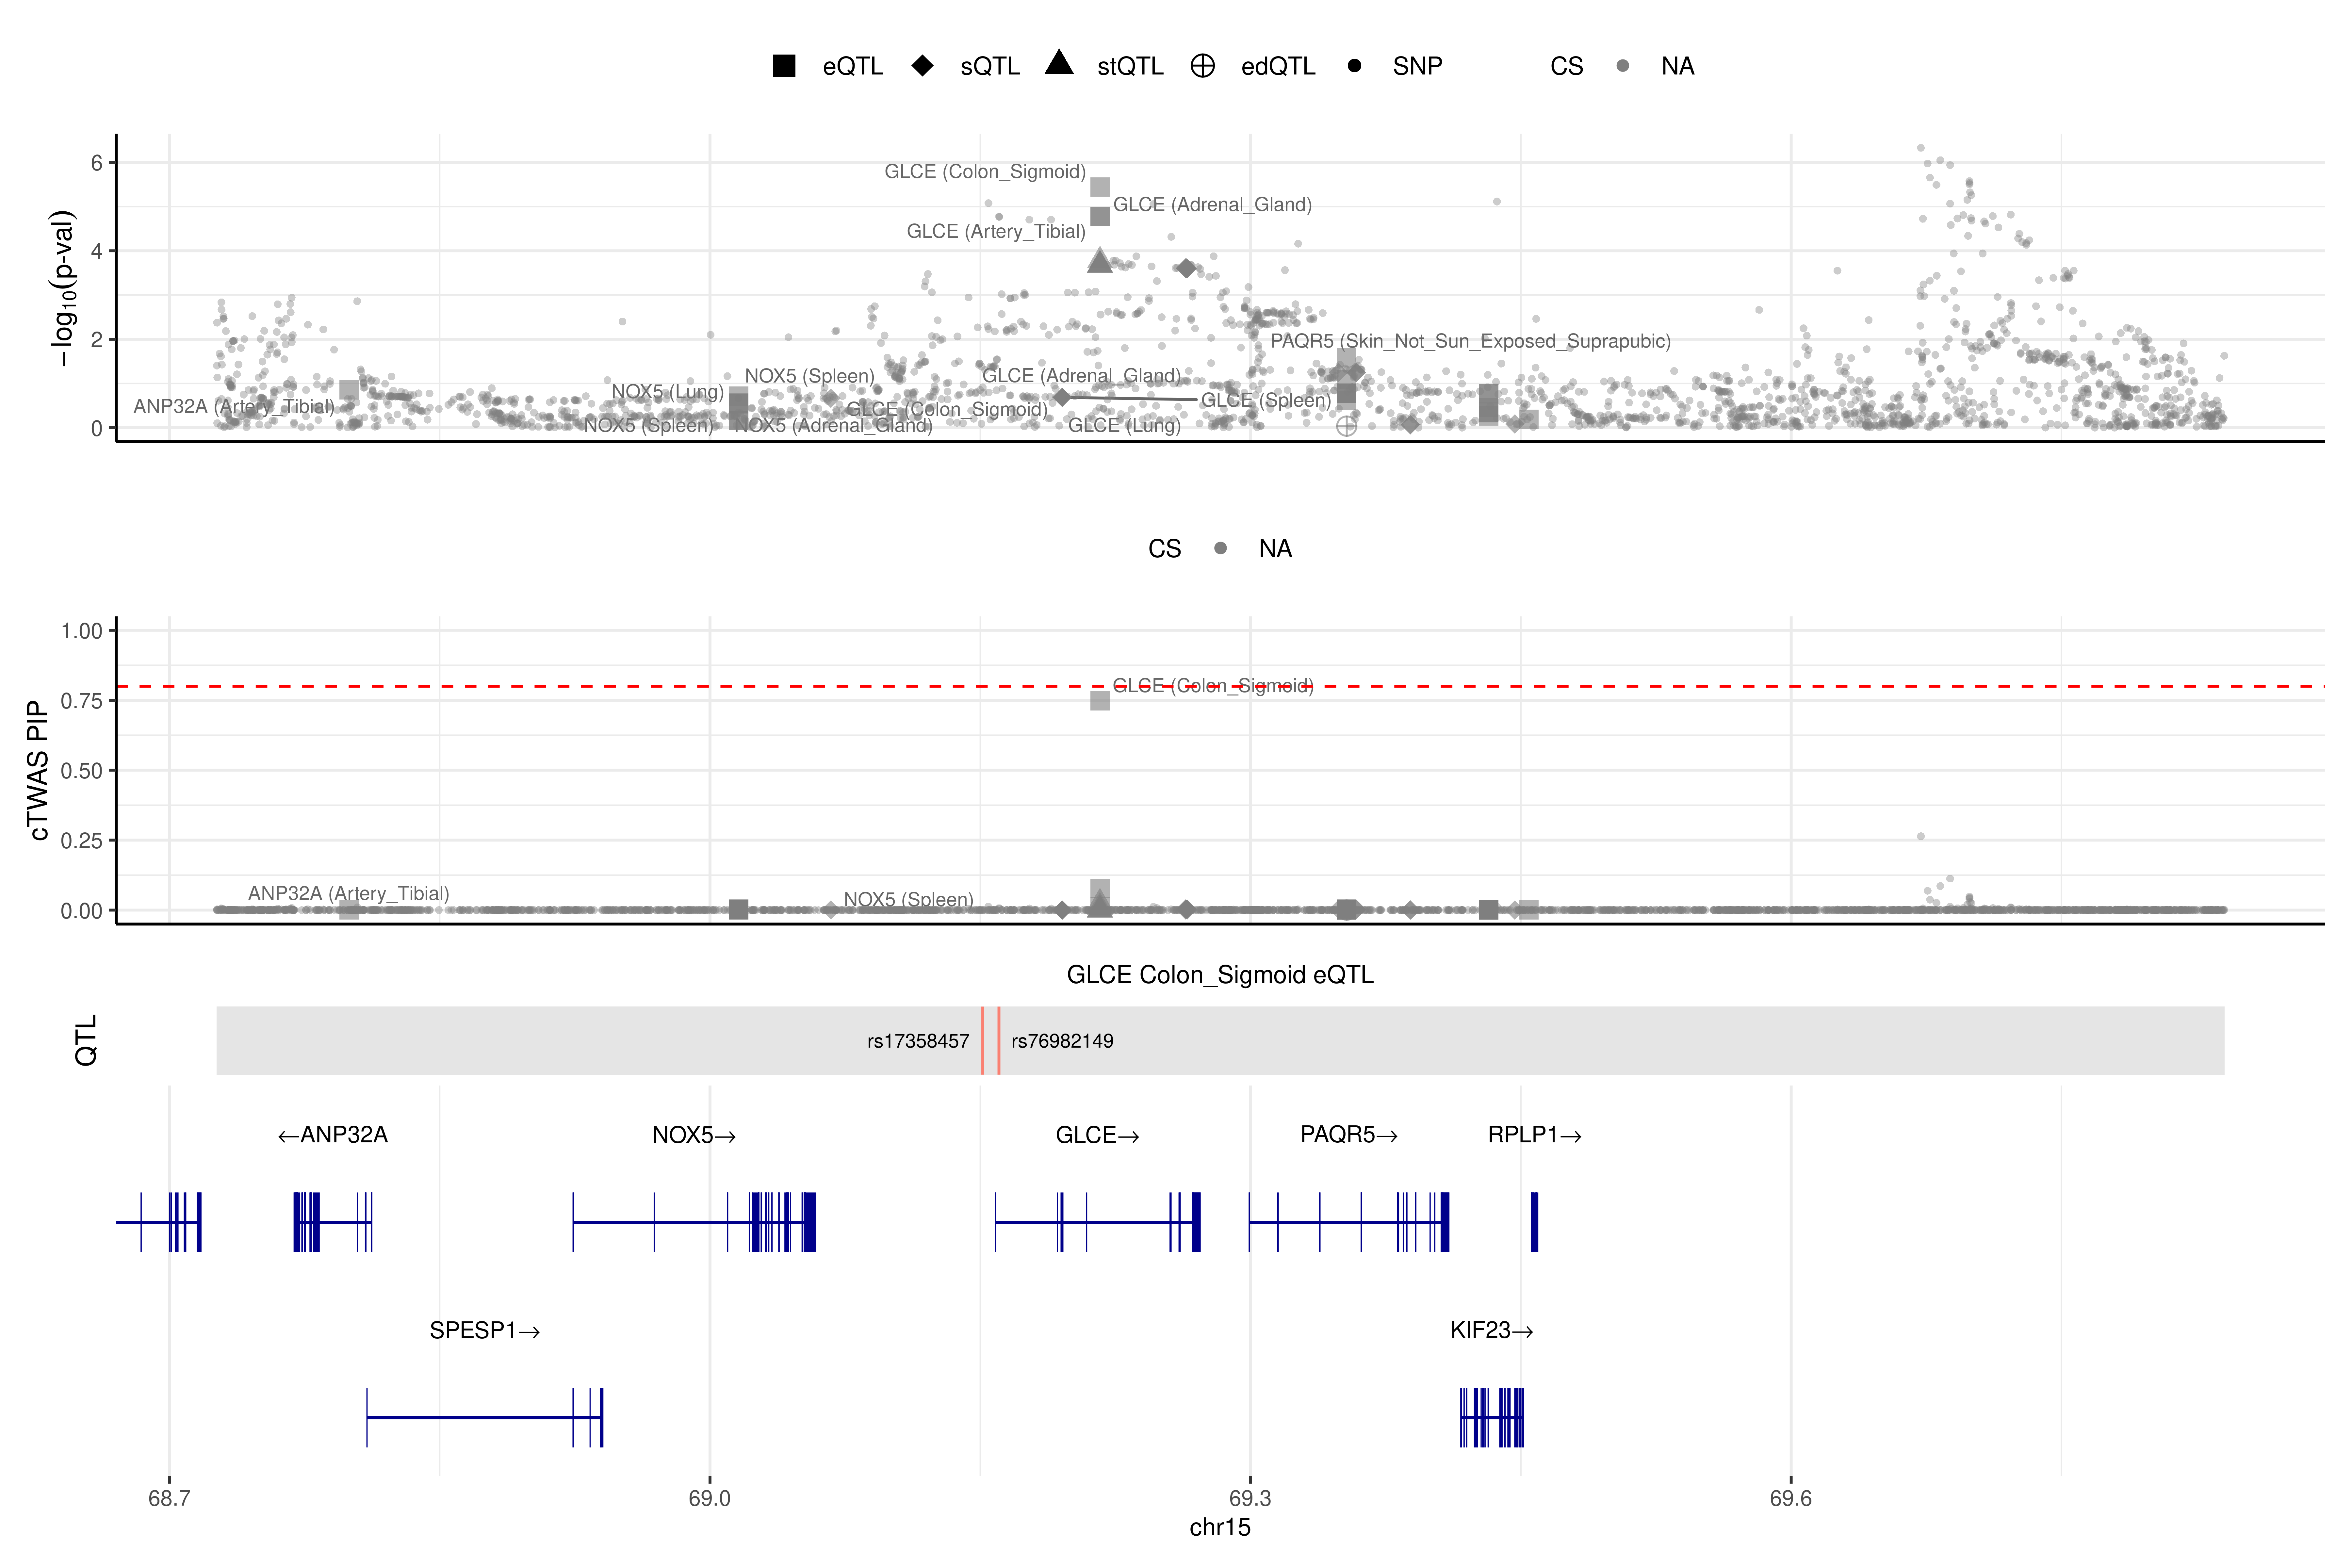 eQTL sQTL stQTL edQTL SNP CS NA
−log10(p-val)
6
4
2
0
GLCE (Colon_Sigmoid)
GLCE (Adrenal_Gland)
GLCE (Artery_Tibial)
PAQR5 (Skin_Not_Sun_Exposed_Suprapubic)
NOX5 (Spleen)
GLCE (Adrenal_Gland)
NOX5 (Lung)
GLCE (Spleen)
ANP32A (Artery_Tibial)
GLCE (Colon_Sigmoid)
NOX5 (Spleen)
NOX5 (Adrenal_Gland)
GLCE (Lung)
CS NA
cTWAS PIP
1.00
0.75
0.50
0.25
0.00
GLCE (Colon_Sigmoid)
ANP32A (Artery_Tibial)
NOX5 (Spleen)
GLCE Colon_Sigmoid eQTL
QTL
rs17358457
rs76982149
←ANP32A
NOX5→
GLCE→
PAQR5→
RPLP1→
SPESP1→
KIF23→
68.7
69.0
69.3
69.6
chr15